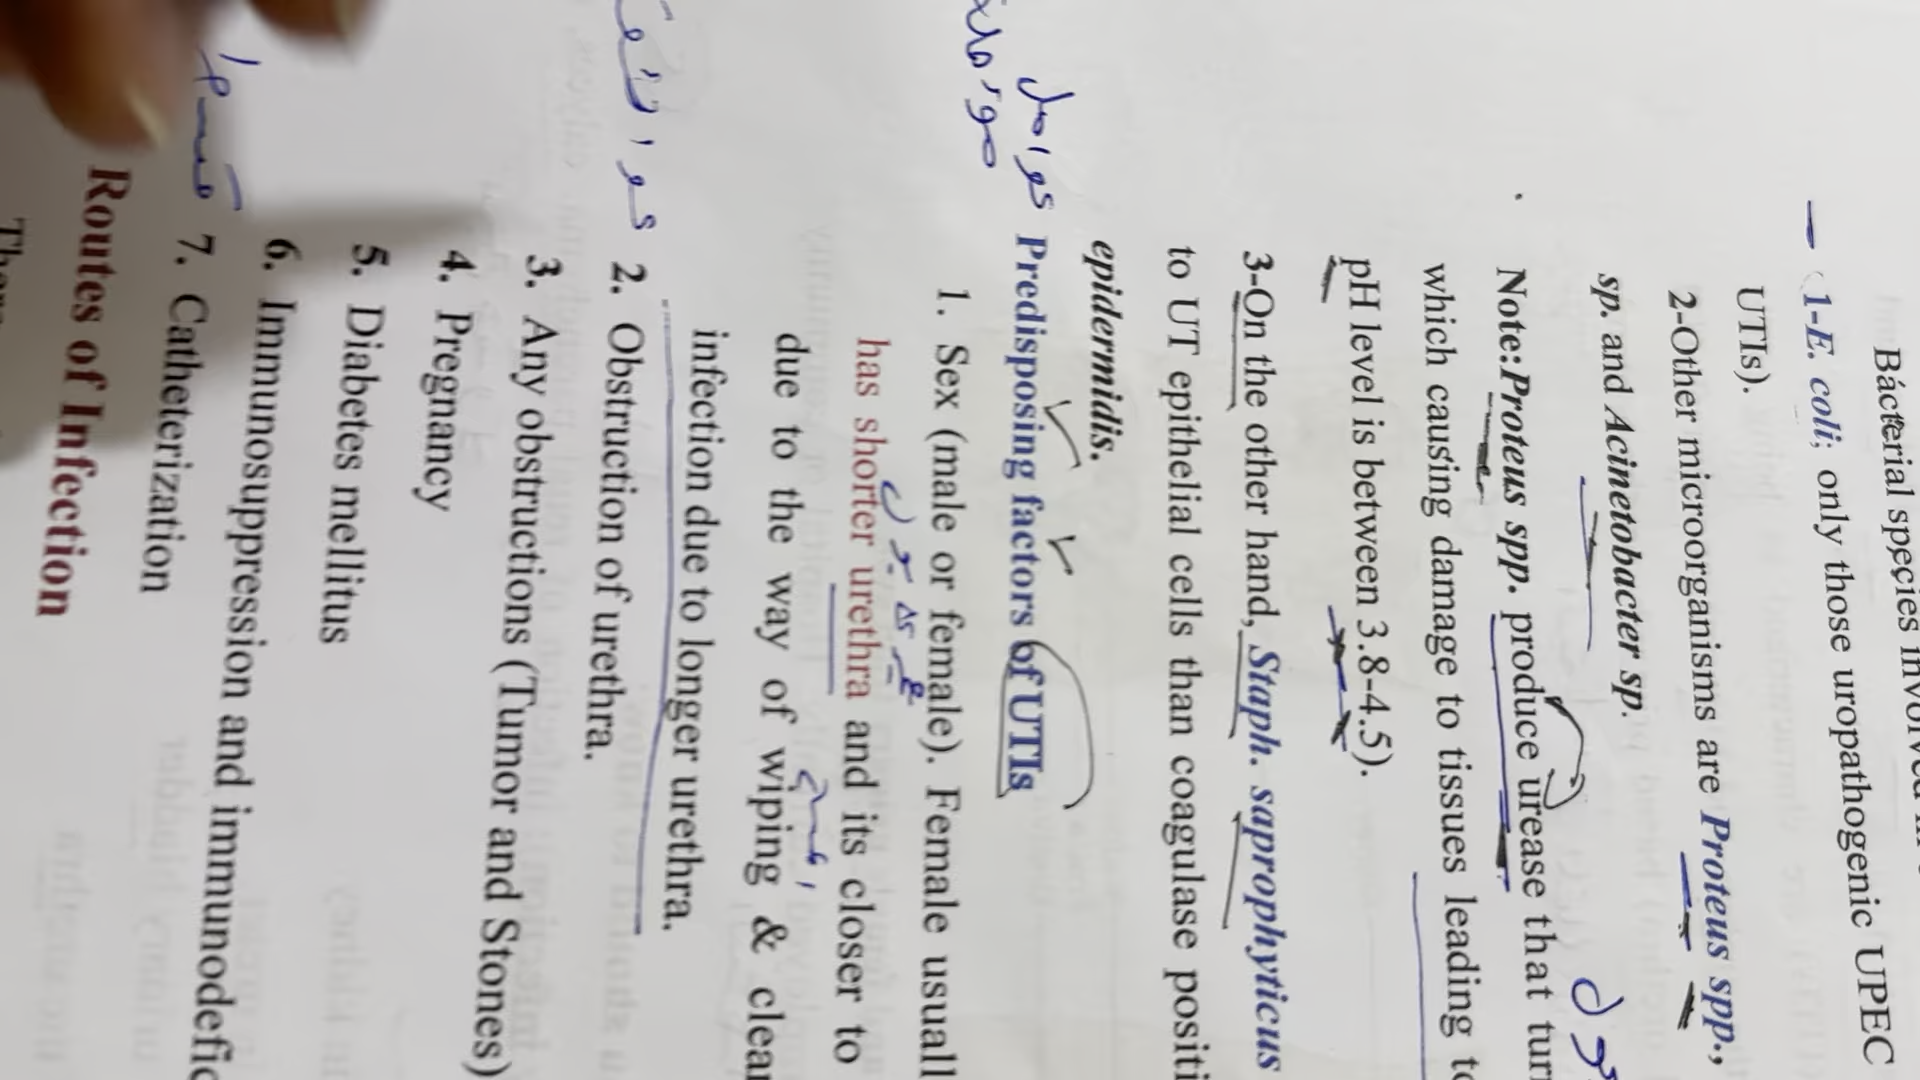 Bacterial species involved in
1-E. coli; only those uropathogenic UPEC
UTIs).
2-Other microorganisms are Proteus spp.,
sp. and Acinetobacter sp.
Note:Proteus spp. produce urease that
which causing damage to tissues leading
pH level is between 3.8-4.5).
3-On the other hand, Staph. saprophyticus
to UT epithelial cells than coagulase
epidermidis.
عوامل Predisposing factors of UTIs
1. Sex (male or female). Female
has shorter urethra and its closer to
due to the way of wiping &
infection due to longer urethra.
2. Obstruction of urethra.
3. Any obstructions (Tumor and Stones)
4. Pregnancy
5. Diabetes mellitus
6. Immunosuppression and
7. Catheterization
Routes of Infection